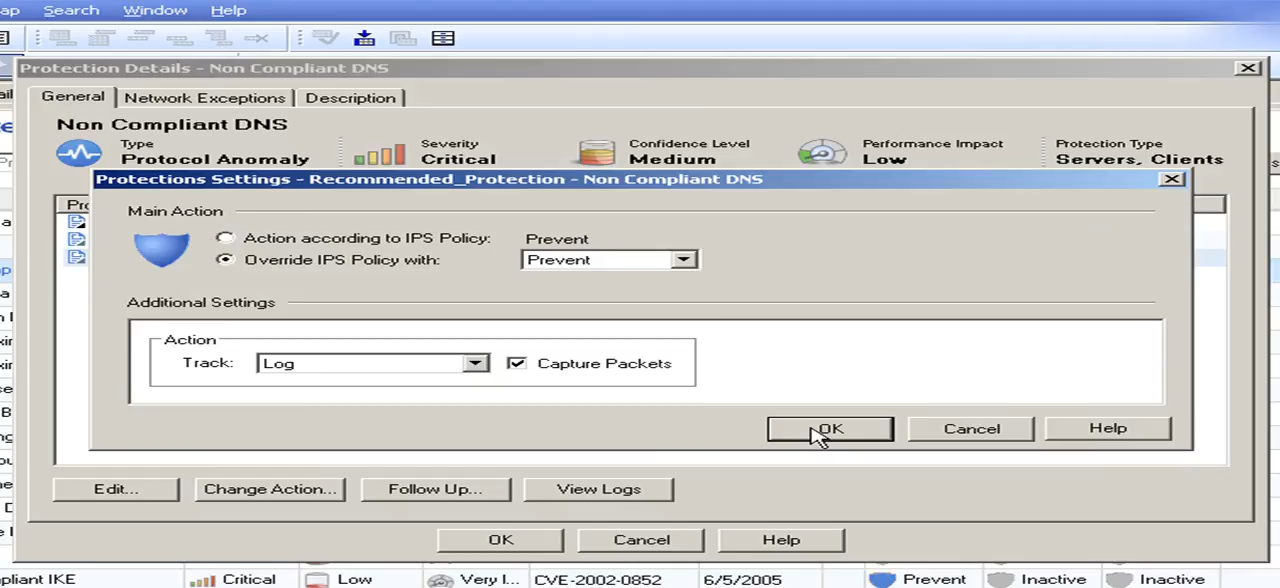 ap Search Window Help
Protection Details - Non Compliant DNS
General Network Exceptions Description
Non Compliant DNS
Type Severity Confidence Level Performance Impact Protection Type
Protocol Anomaly Critical Medium Low Servers, Clients
Protections Settings - Recommended_Protection - Non Compliant DNS
Main Action
Action according to IPS Policy: Prevent
Override IPS Policy with: Prevent
Additional Settings
Action
Track: Log Capture Packets
OK Cancel Help
Edit... Change Action... Follow Up... View Logs
OK Cancel Help
pliant IKE Critical Low Very l... CVE-2002-0852 6/5/2005 Prevent Inactive Inactive